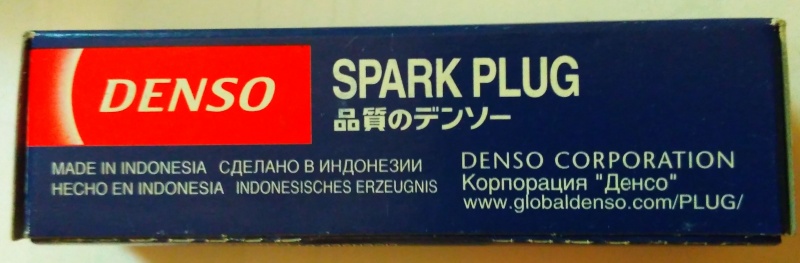 DENSO
SPARK PLUG
品質のデンソー
MADE IN INDONESIA СДЕЛАНО В ИНДОНЕЗИИ
HECHO EN INDONESIA INDONESISCHES ERZEUGNIS
DENSO CORPORATION
Корпорация "Денсо"
www.globaldenso.com/PLUG/